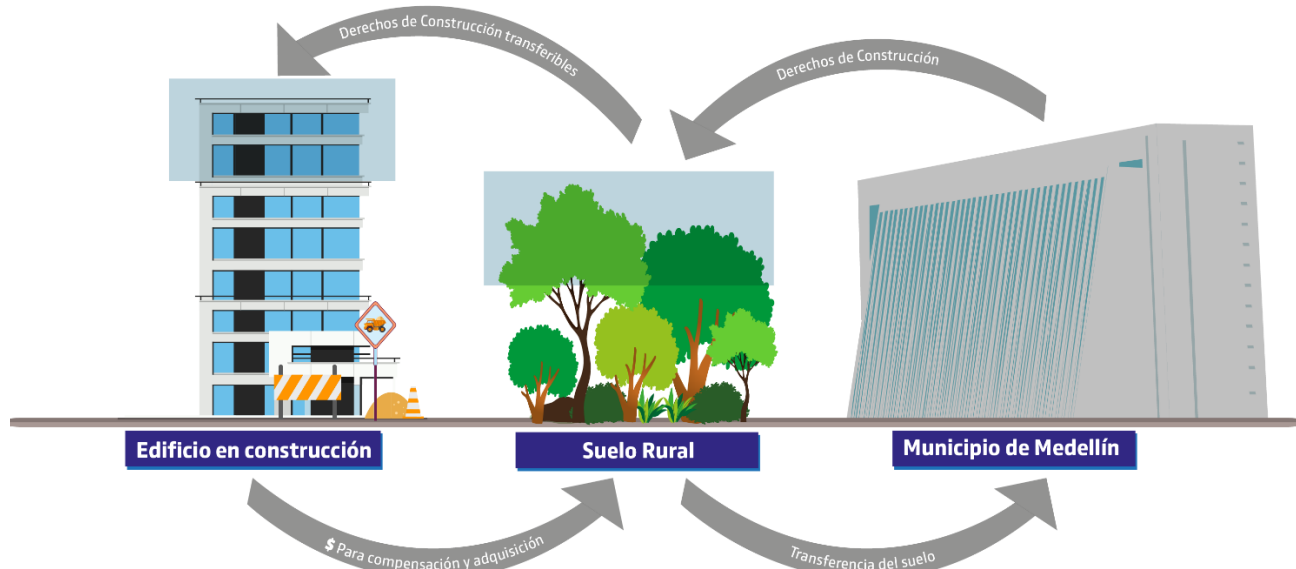 Derechos de Construcción transferibles
Derechos de Construcción
Edificio en construcción
Suelo Rural
Municipio de Medellín
$ Para compensación y adquisición
Transferencia del suelo